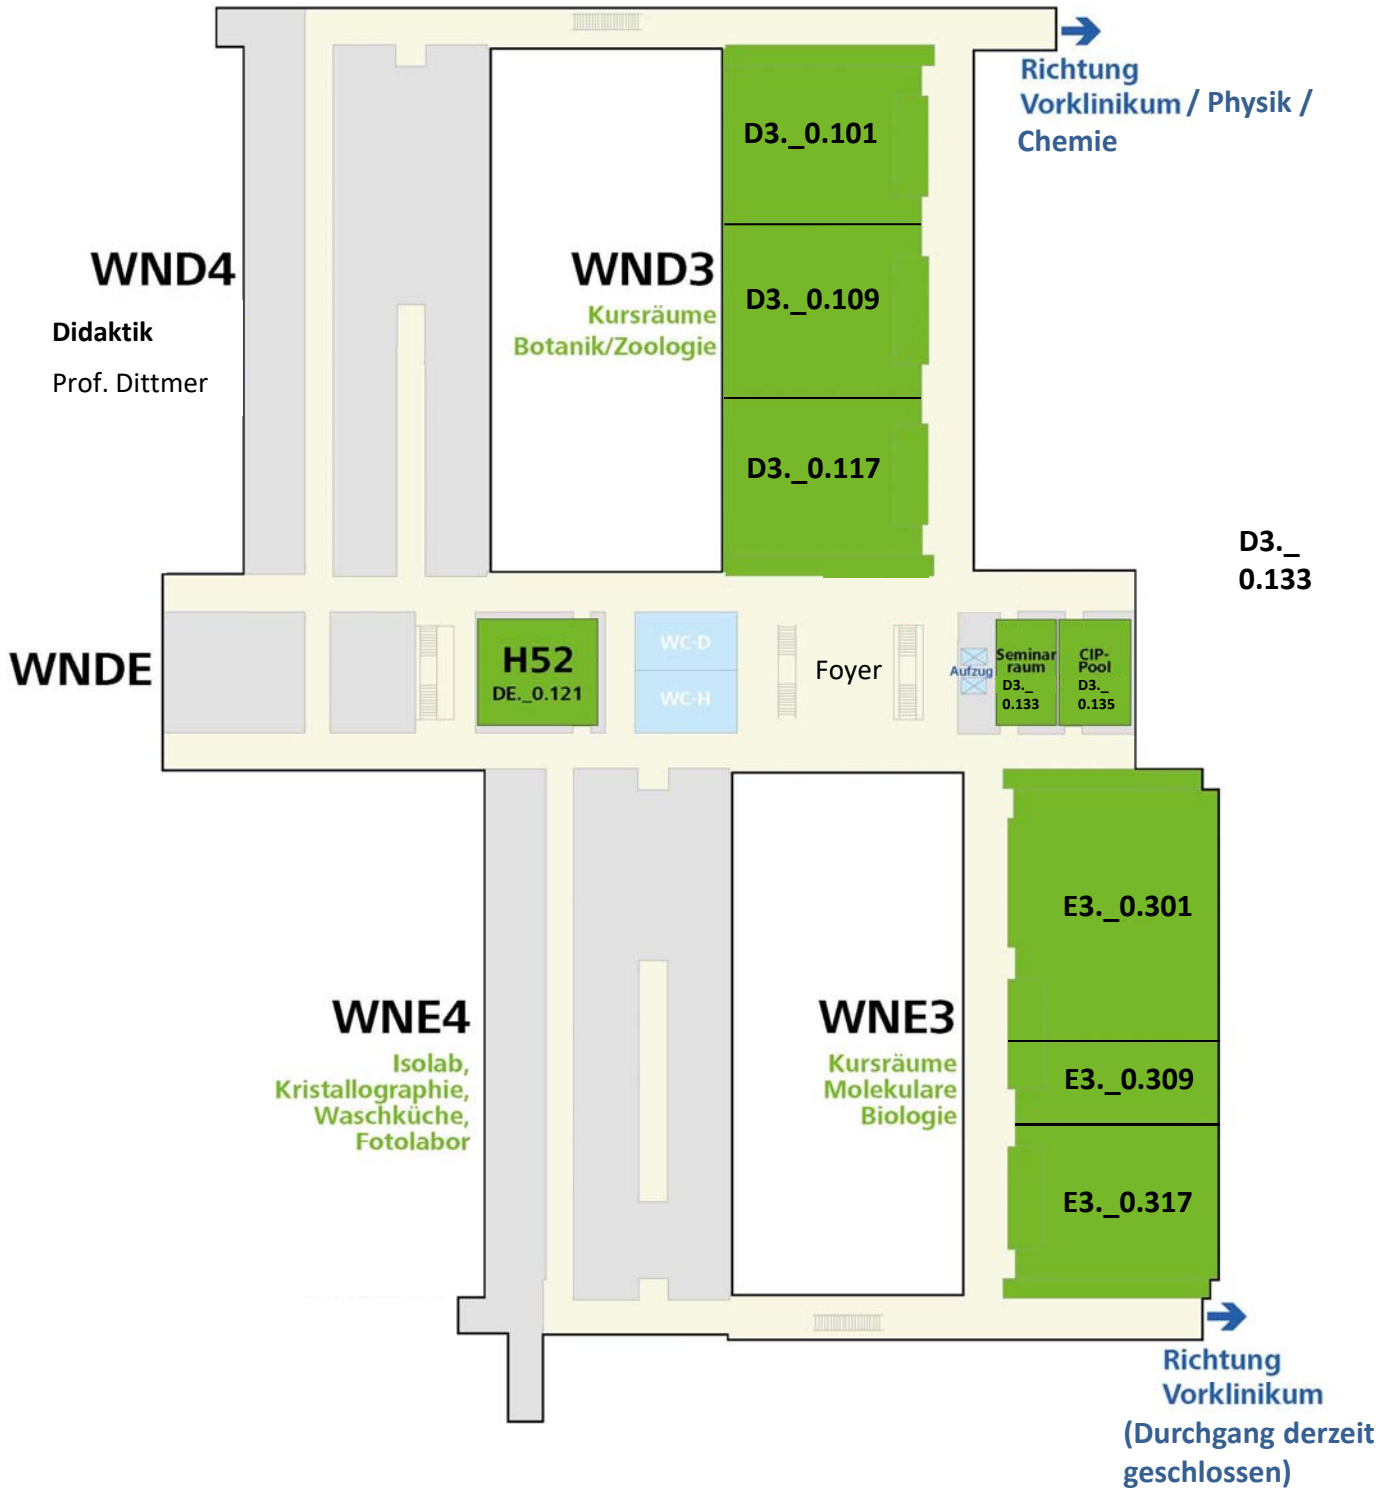 Richtung
Vorklinikum / Physik /
Chemie
D3._0.101
WND4
WND3
Kursräume
Botanik/Zoologie
D3._0.109
Didaktik
Prof. Dittmer
D3._0.117
D3._
0.133
WNDE
H52
DE._0.121
WC-D
WC-H
Foyer
Aufzug
Seminar
raum
D3._
0.133
CIP-
Pool
D3._
0.135
E3._0.301
WNE4
Isolab,
Kristallographie,
Waschküche,
Fotolabor
WNE3
Kursräume
Molekulare
Biologie
E3._0.309
E3._0.317
Richtung
Vorklinikum
(Durchgang derzeit
geschlossen)